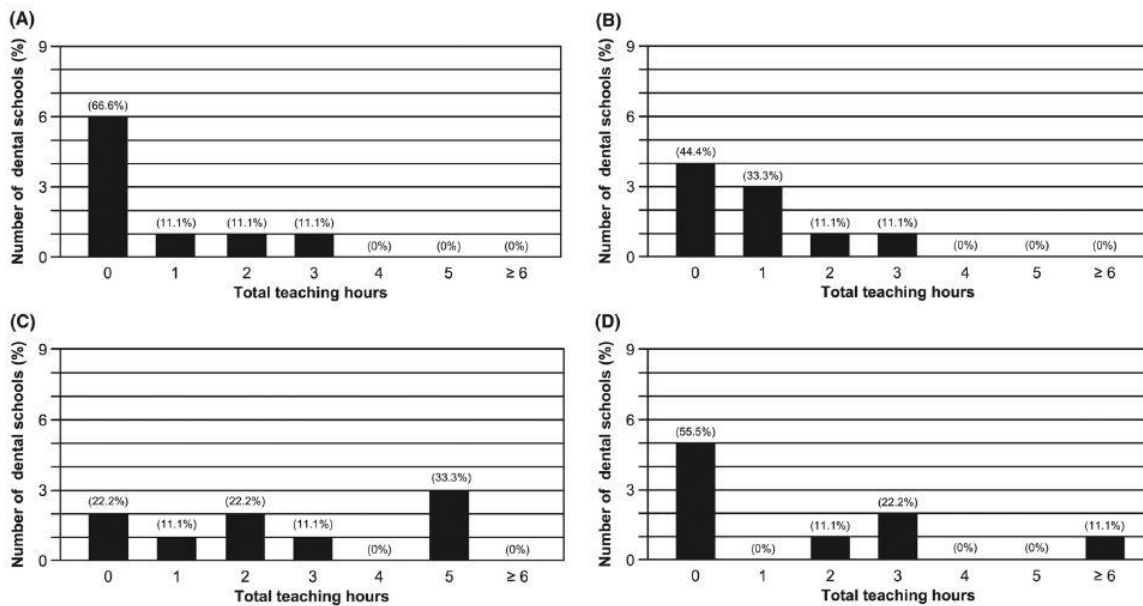 (A)
Number of dental schools (%)
9
6
3
0
(66.6%)
(11.1%)
(11.1%)
(11.1%)
(0%)
(0%)
(0%)
0 1 2 3 4 5 ≥ 6
Total teaching hours
(B)
Number of dental schools (%)
9
6
3
0
(44.4%)
(33.3%)
(11.1%)
(11.1%)
(0%)
(0%)
(0%)
0 1 2 3 4 5 ≥ 6
Total teaching hours
(C)
Number of dental schools (%)
9
6
3
0
(22.2%)
(11.1%)
(22.2%)
(11.1%)
(0%)
(33.3%)
(0%)
0 1 2 3 4 5 ≥ 6
Total teaching hours
(D)
Number of dental schools (%)
9
6
3
0
(55.5%)
(0%)
(11.1%)
(22.2%)
(0%)
(0%)
(11.1%)
0 1 2 3 4 5 ≥ 6
Total teaching hours